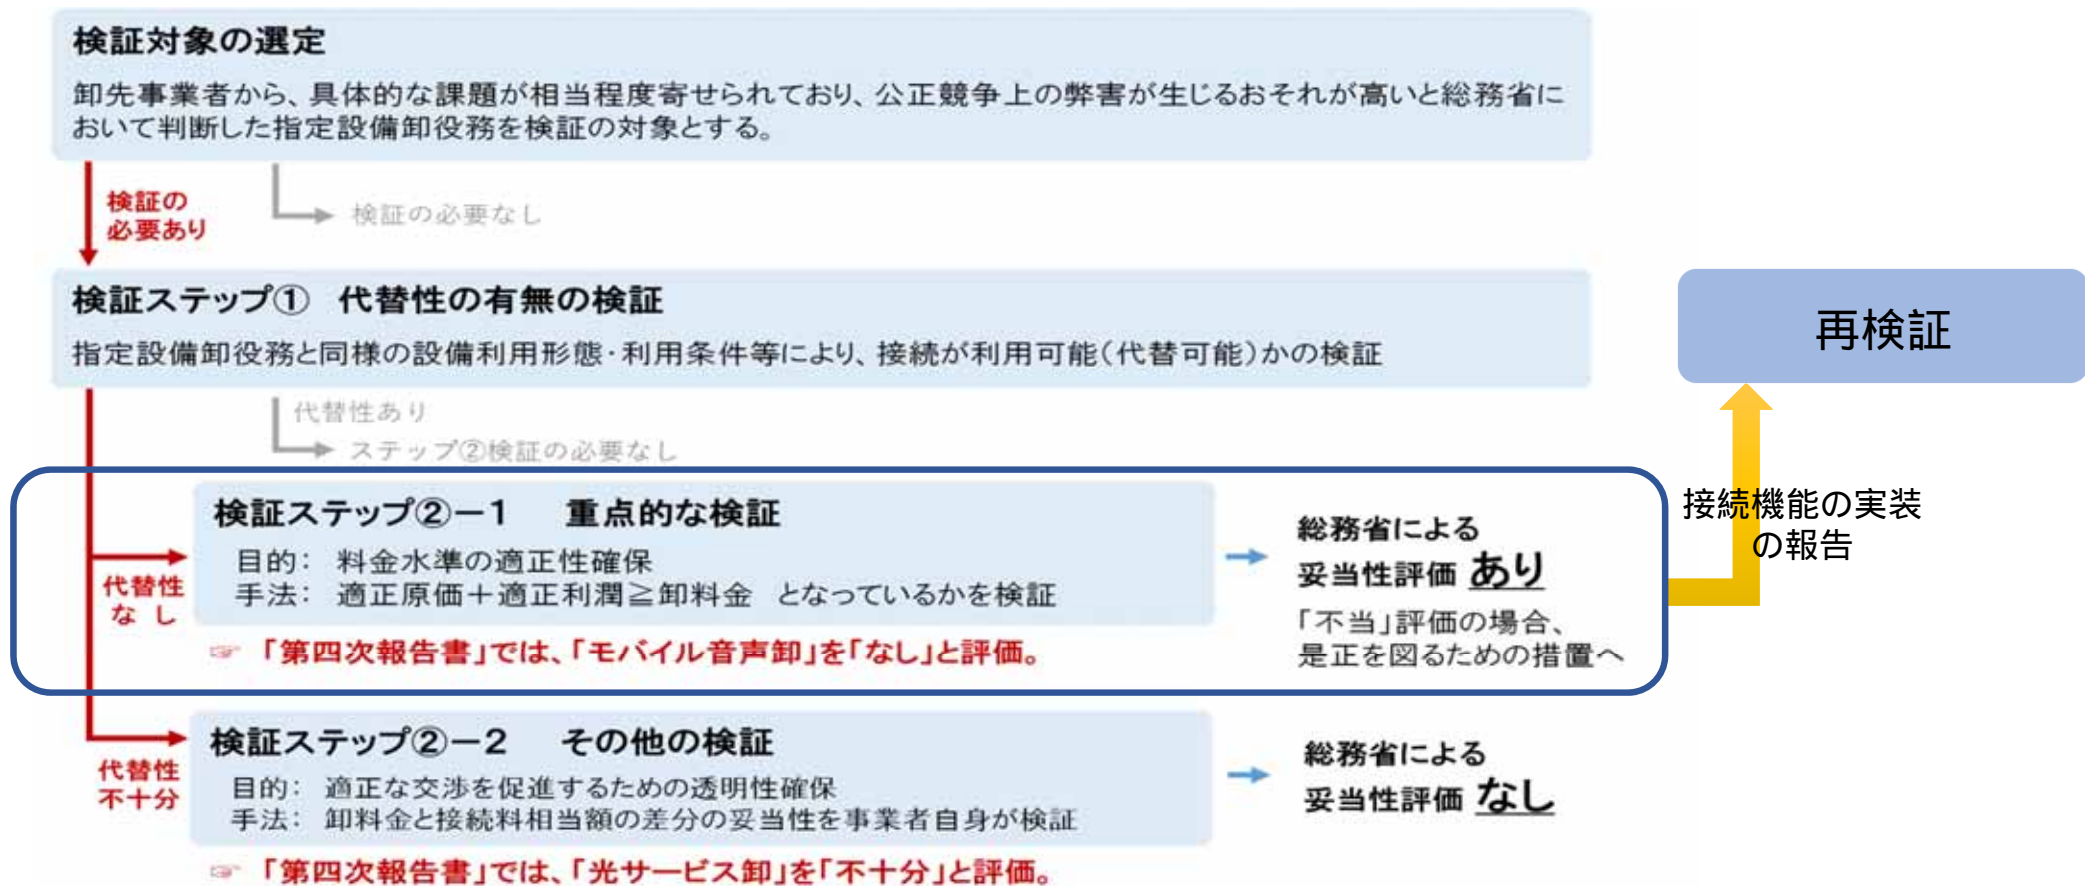 検証対象の選定
卸先事業者から、具体的な課題が相当程度寄せられており、公正競争上の弊害が生じるおそれが高いと総務省に
おいて判断した指定設備卸役務を検証の対象とする。
検証の
必要あり
検証の必要なし
検証ステップ① 代替性の有無の検証
指定設備卸役務と同様の設備利用形態・利用条件等により、接続が利用可能(代替可能)かの検証
代替性あり
ステップ②検証の必要なし
再検証
接続機能の実装
の報告
代替性
な し
検証ステップ②－1 重点的な検証
目的： 料金水準の適正性確保
手法： 適正原価＋適正利潤≧卸料金 となっているかを検証
☞ 「第四次報告書」では、「モバイル音声卸」を「なし」と評価。
総務省による
妥当性評価 あり
「不当」評価の場合、
是正を図るための措置へ
代替性
不十分
検証ステップ②－2 その他の検証
目的： 適正な交渉を促進するための透明性確保
手法： 卸料金と接続料相当額の差分の妥当性を事業者自身が検証
☞ 「第四次報告書」では、「光サービス卸」を「不十分」と評価。
総務省による
妥当性評価 なし